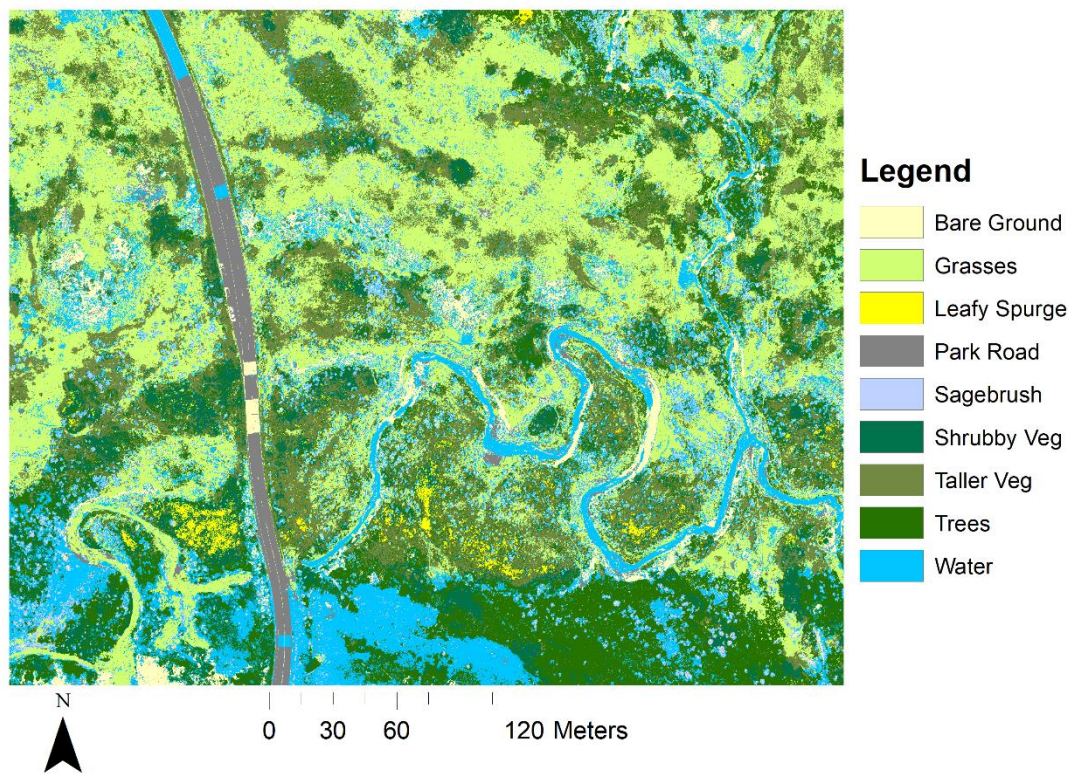 Legend
Bare Ground
Grasses
Leafy Spurge
Park Road
Sagebrush
Shrubby Veg
Taller Veg
Trees
Water
N
0 30 60 120 Meters